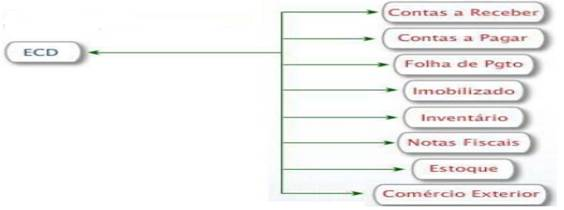 Contas a Receber
Contas a Pagar
ECD
Folha de Pgto
Imobilizado
Inventário
Notas Fiscais
Estoque
Comércio Exterior